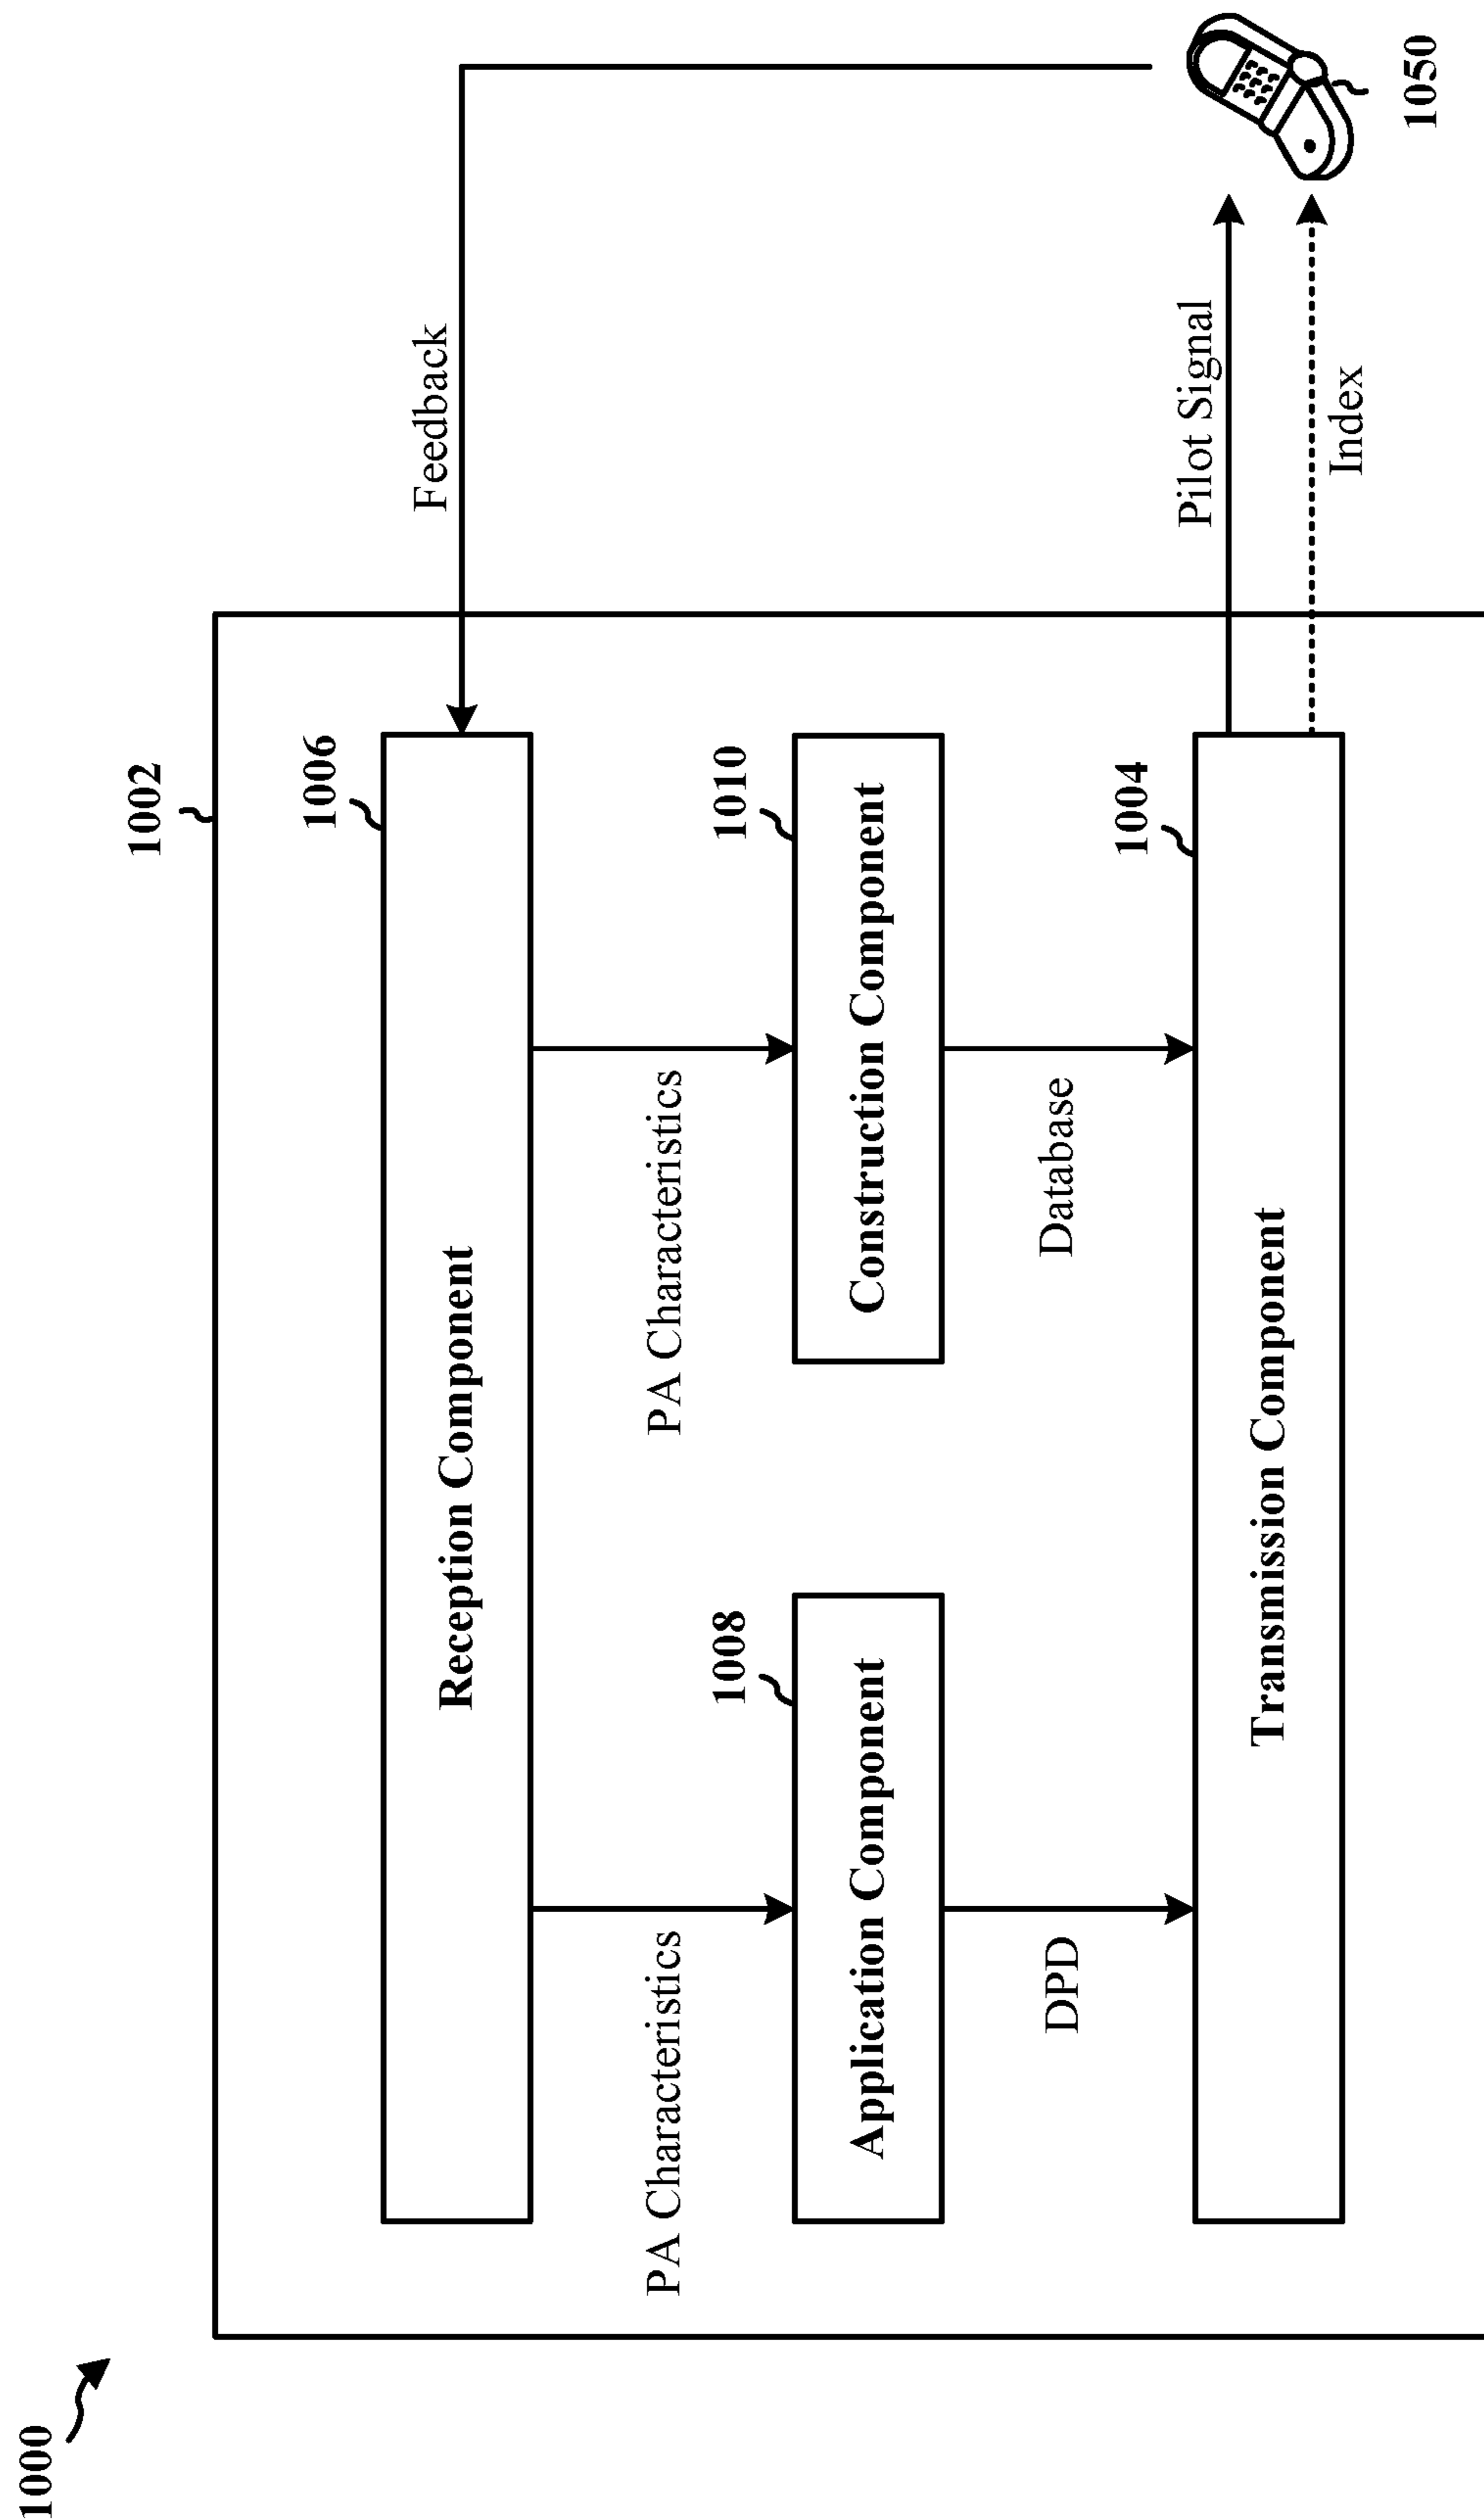 1000
1002
1006
Reception Component
Feedback
PA Characteristics
PA Characteristics
1008
Application Component
1010
Construction Component
DPD
Database
1004
Transmission Component
Pilot Signal
Index
1050